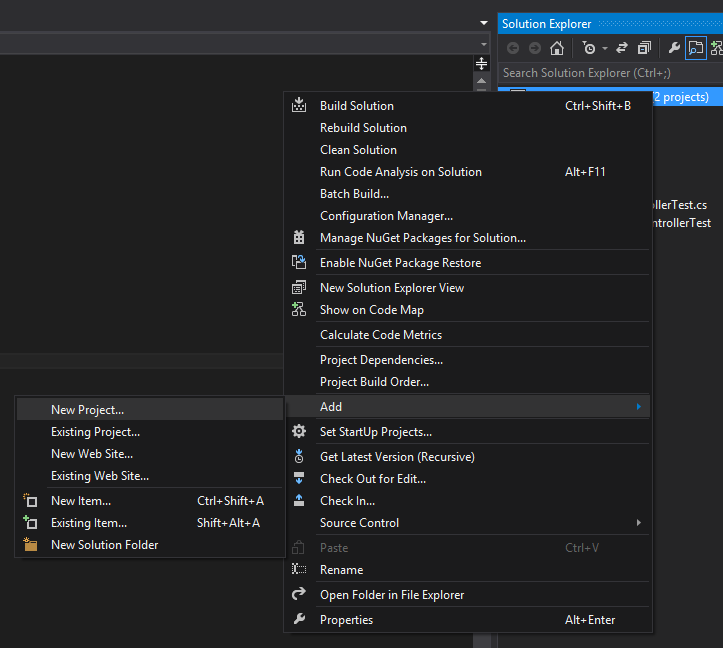 Solution Explorer
Search Solution Explorer (Ctrl+;)
2 projects)
Build Solution Ctrl+Shift+B
Rebuild Solution
Clean Solution
Run Code Analysis on Solution Alt+F11
Batch Build...
Configuration Manager...
Manage NuGet Packages for Solution...
Enable NuGet Package Restore
New Solution Explorer View
Show on Code Map
Calculate Code Metrics
Project Dependencies...
Project Build Order...
Add
Set StartUp Projects...
Get Latest Version (Recursive)
Check Out for Edit...
Check In...
Source Control
Paste Ctrl+V
Rename
Open Folder in File Explorer
Properties Alt+Enter
New Project...
Existing Project...
New Web Site...
Existing Web Site...
New Item... Ctrl+Shift+A
Existing Item... Shift+Alt+A
New Solution Folder
llerTest.cs
ntrollerTest